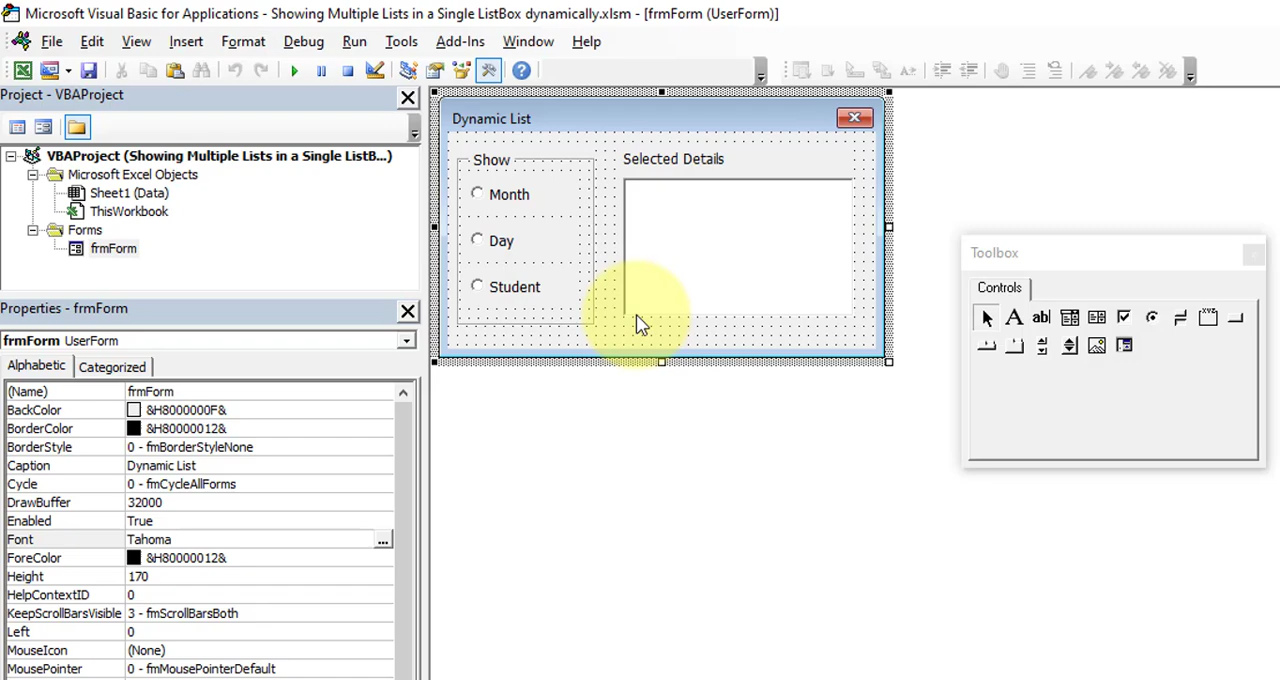 Microsoft Visual Basic for Applications - Showing Multiple Lists in a Single ListBox dynamically.xlsm - [frmForm (UserForm)]
File Edit View Insert Format Debug Run Tools Add-Ins Window Help
Project - VBAProject
VBAProject (Showing Multiple Lists in a Single ListB...)
Microsoft Excel Objects
Sheet1 (Data)
ThisWorkbook
Forms
frmForm
Properties - frmForm
frmForm UserForm
Alphabetic Categorized
(Name) frmForm
BackColor &H8000000F&
BorderColor &H80000012&
BorderStyle 0 - fmBorderStyleNone
Caption Dynamic List
Cycle 0 - fmCycleAllForms
DrawBuffer 32000
Enabled True
Font Tahoma ...
ForeColor &H80000012&
Height 170
HelpContextID 0
KeepScrollBarsVisible 3 - fmScrollBarsBoth
Left 0
MouseIcon (None)
MousePointer 0 - fmMousePointerDefault
Dynamic List
Show
Month
Day
Student
Selected Details
Toolbox
Controls
A ab| XYZ